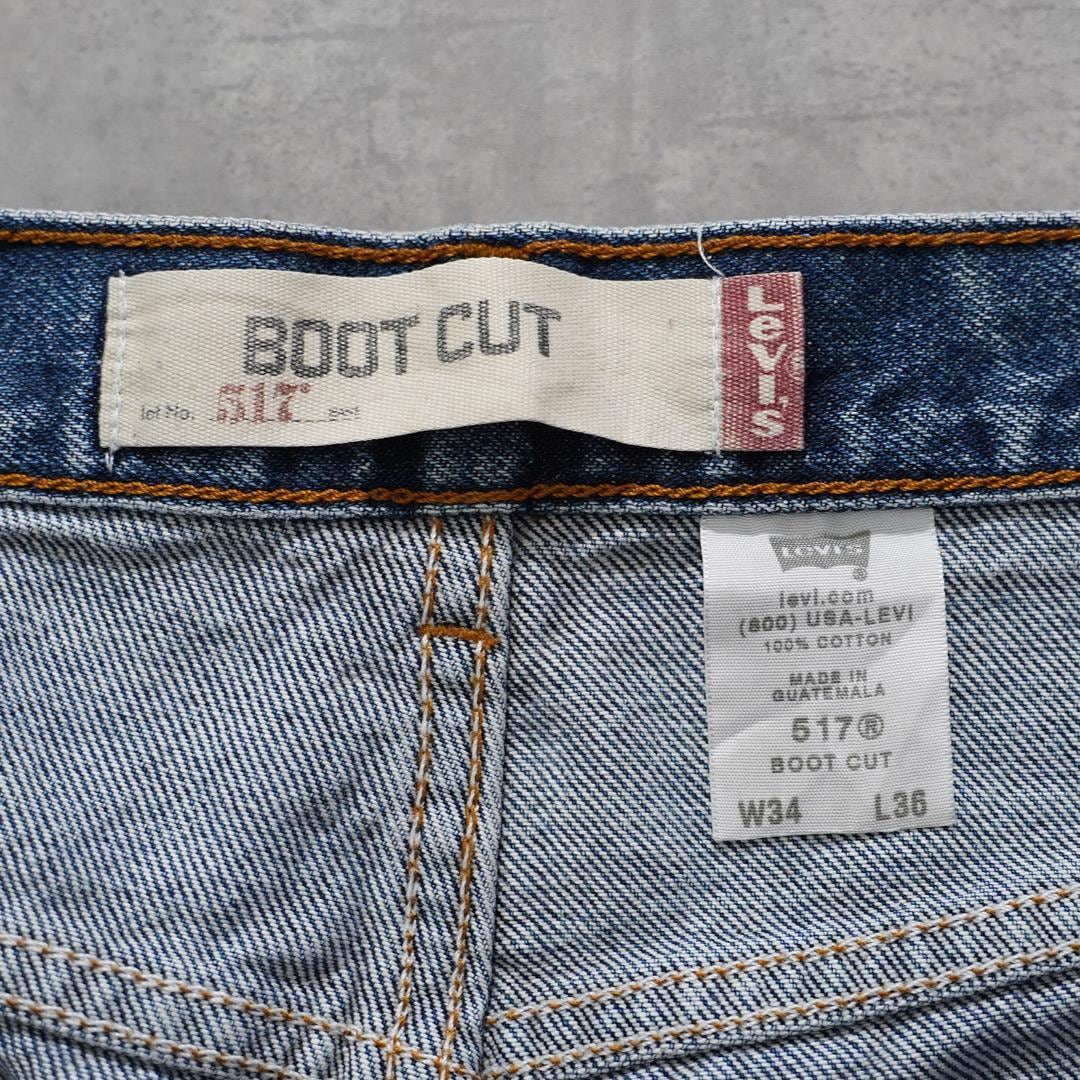 BOOT CUT
lot No. 517® JEANS
Levi's
Levi's
®
levi.com
(800) USA-LEVI
100% COTTON
MADE IN
GUATEMALA
517®
BOOT CUT
W34 L36